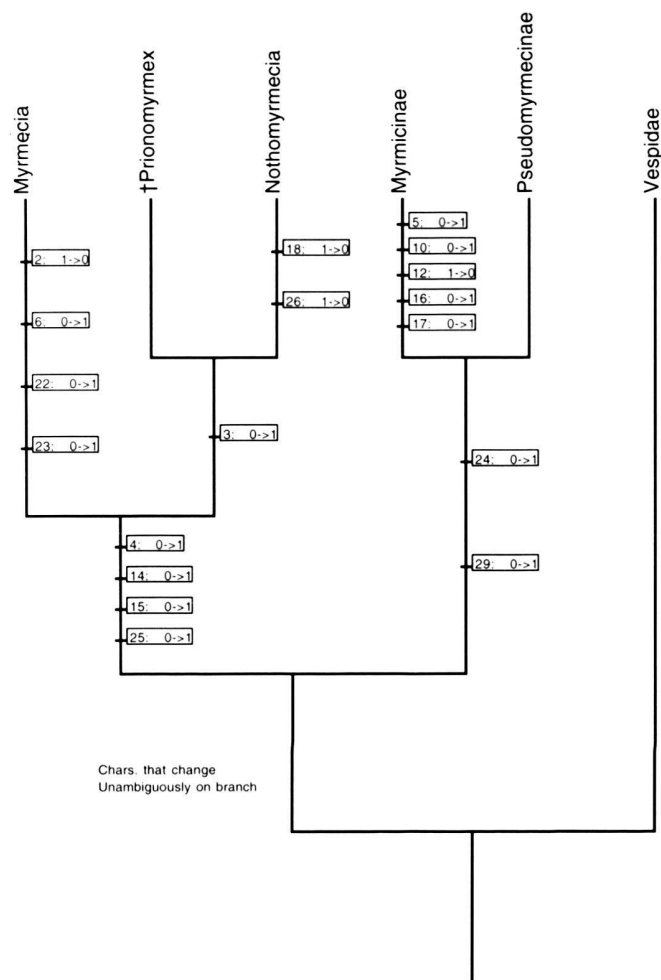 Myrmecia
†Prionomyrmex
Nothomyrmecia
Myrmicinae
Pseudomyrmecinae
Vespidae
2: 1->0
6: 0->1
22: 0->1
23: 0->1
18: 1->0
26: 1->0
3: 0->1
5: 0->1
10: 0->1
12: 1->0
16: 0->1
17: 0->1
24: 0->1
29: 0->1
4: 0->1
14: 0->1
15: 0->1
25: 0->1
Chars. that change
Unambiguously on branch